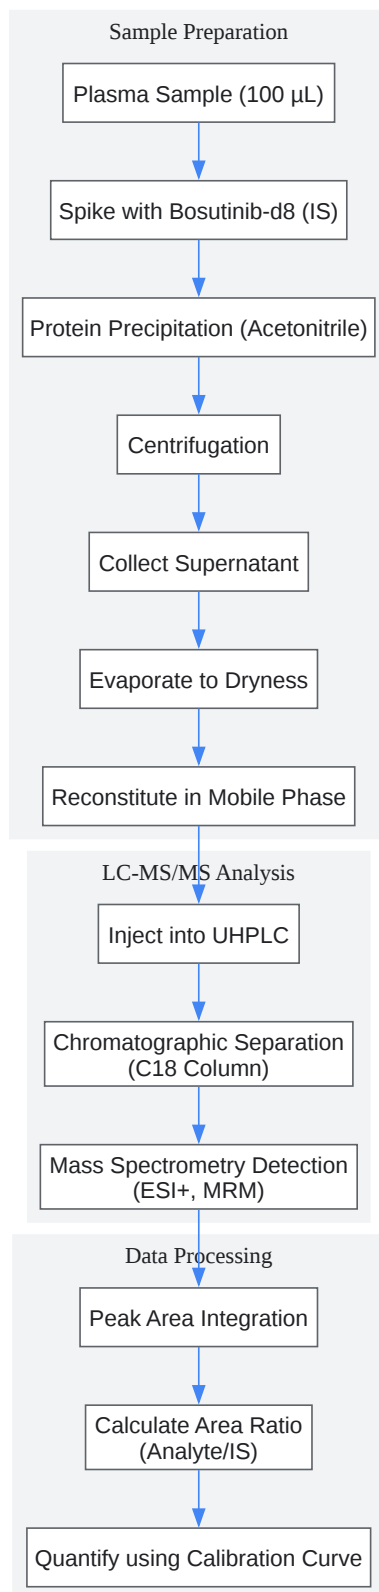 Sample Preparation
Plasma Sample (100 µL)
Spike with Bosutinib-d8 (IS)
Protein Precipitation (Acetonitrile)
Centrifugation
Collect Supernatant
Evaporate to Dryness
Reconstitute in Mobile Phase
LC-MS/MS Analysis
Inject into UHPLC
Chromatographic Separation
(C18 Column)
Mass Spectrometry Detection
(ESI+, MRM)
Data Processing
Peak Area Integration
Calculate Area Ratio
(Analyte/IS)
Quantify using Calibration Curve